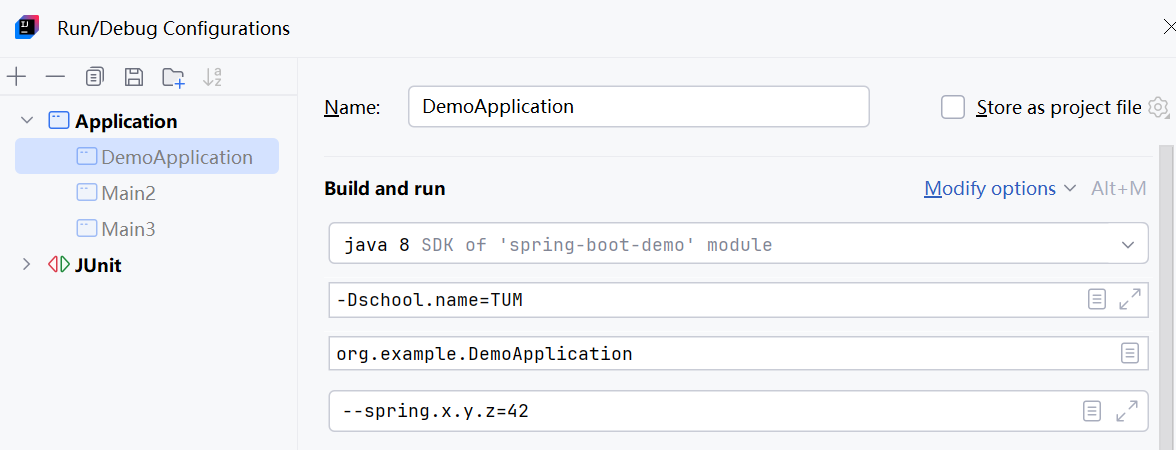 Run/Debug Configurations
Name: DemoApplication Store as project file
Application
DemoApplication
Main2
Main3
JUnit
Build and run Modify options Alt+M
java 8 SDK of 'spring-boot-demo' module
-Dschool.name=TUM
org.example.DemoApplication
--spring.x.y.z=42